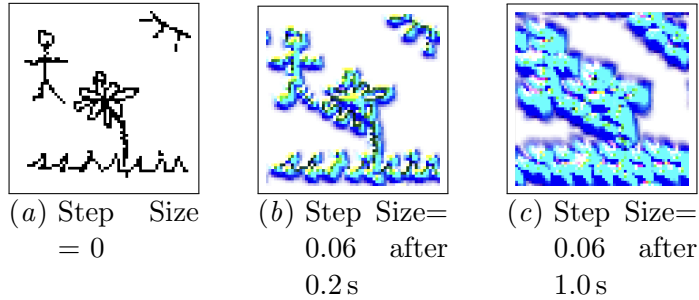 (a) Step Size
= 0
(b) Step Size=
0.06 after
0.2 s
(c) Step Size=
0.06 after
1.0 s